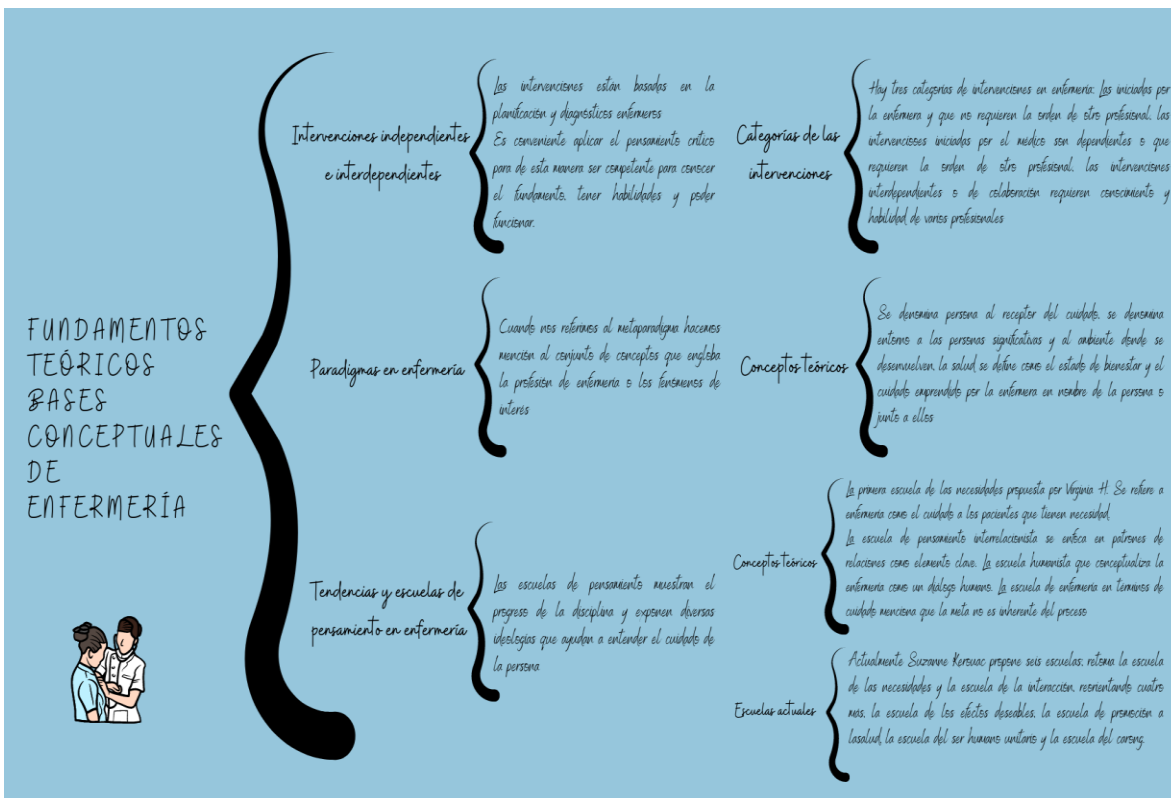 FUNDAMENTOS
TEÓRICOS
BASES
CONCEPTUALES
DE
ENFERMERÍA
Intervenciones independientes
e interdependientes
Las intervenciones están basadas en la
planificación y diagnósticos enfermeros
Es conveniente aplicar el pensamiento crítico
para de esta manera ser competente para conocer
el fundamento, tener habilidades y poder
funcionar.
Categorías de las
intervenciones
Hay tres categorías de intervenciones en enfermería: Las iniciadas por
la enfermera y que no requieren la orden de otro profesional, las
intervenciones iniciadas por el médico son dependientes o que
requieren la orden de otro profesional, las intervenciones
interdependientes o de colaboración requieren conocimiento y
habilidad de varios profesionales
Paradigmas en enfermería
Cuando nos referimos al metaparadigma hacemos
mención al conjunto de conceptos que engloba
la profesión de enfermería o los fenómenos de
interés
Conceptos Teóricos
Se denomina persona al receptor del cuidado, se denomina
entorno a las personas significativas y al ambiente donde se
desenvuelven, la salud se define como el estado de bienestar y el
cuidado emprendido por la enfermera en nombre de la persona o
junto a ellos
Tendencias y escuelas de
pensamiento en enfermería
Las escuelas de pensamiento muestran el
progreso de la disciplina y exponen diversas
ideologías que ayudan a entender el cuidado de
la persona
Conceptos Teóricos
La primera escuela de las necesidades propuesta por Virginia H. Se refiere a
enfermería como el cuidado a los pacientes que tienen necesidad.
La escuela de pensamiento interrelacionista se enfoca en patrones de
relaciones como elemento clave. La escuela humanista que conceptualiza la
enfermería como un diálogo humano. La escuela de enfermería en términos de
cuidado menciona que la meta no es inherente del proceso
Escuelas actuales
Actualmente Suzanne Kerouac propone seis escuelas; retoma la escuela
de las necesidades y la escuela de la interacción, reorientando cuatro
más, la escuela de los efectos deseables, la escuela de promoción a
lasalud, la escuela del ser humano unitario y la escuela del carong.